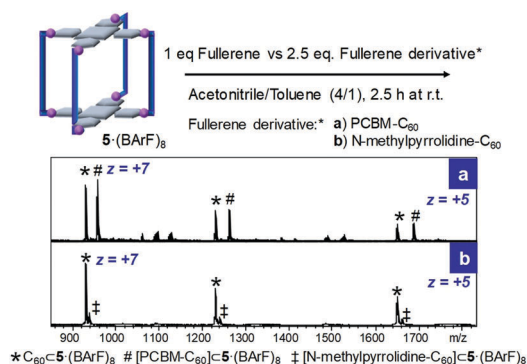 1 eq Fullerene vs 2.5 eq. Fullerene derivative*
Acetonitrile/Toluene (4/1), 2.5 h at r.t.
Fullerene derivative:* a) PCBM-C₆₀
b) N-methylpyrrolidine-C₆₀
5·(BArF)₈
* # z = +7 * # z = +5 * # a
* ‡ z = +7 * ‡ z = +5 * ‡ b
900 1000 1100 1200 1300 1400 1500 1600 1700 m/z
* C₆₀⊂5·(BArF)₈ # [PCBM-C₆₀]⊂5·(BArF)₈ ‡ [N-methylpyrrolidine-C₆₀]⊂5·(BArF)₈